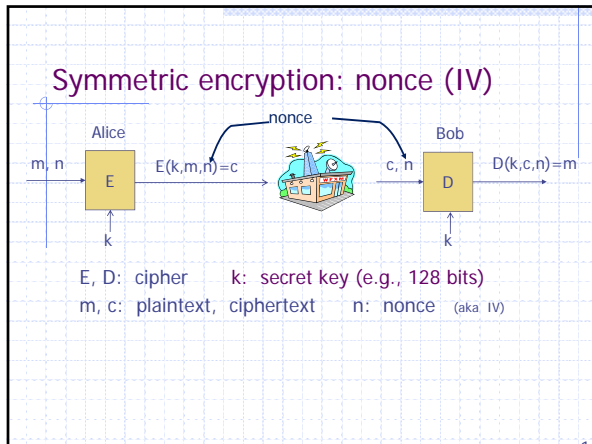 Symmetric encryption: nonce (IV)
nonce
Alice
Bob
m, n
E
E(k,m,n)=c
c, n
D
D(k,c,n)=m
k
k
E, D: cipher k: secret key (e.g., 128 bits)
m, c: plaintext, ciphertext n: nonce (aka IV)